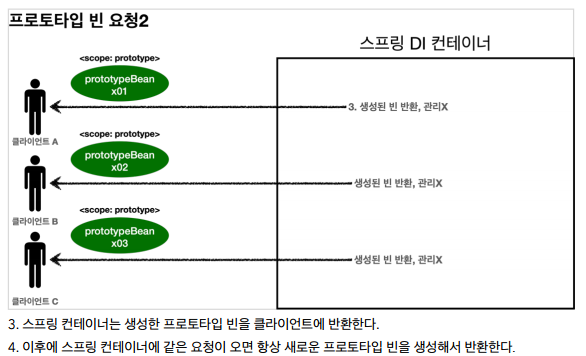 프로토타입 빈 요청2
스프링 DI 컨테이너
<scope: prototype>
prototypeBean
x01
3. 생성된 빈 반환, 관리X
클라이언트 A
<scope: prototype>
prototypeBean
x02
생성된 빈 반환, 관리X
클라이언트 B
<scope: prototype>
prototypeBean
x03
생성된 빈 반환, 관리X
클라이언트 C
3. 스프링 컨테이너는 생성한 프로토타입 빈을 클라이언트에 반환한다.
4. 이후에 스프링 컨테이너에 같은 요청이 오면 항상 새로운 프로토타입 빈을 생성해서 반환한다.